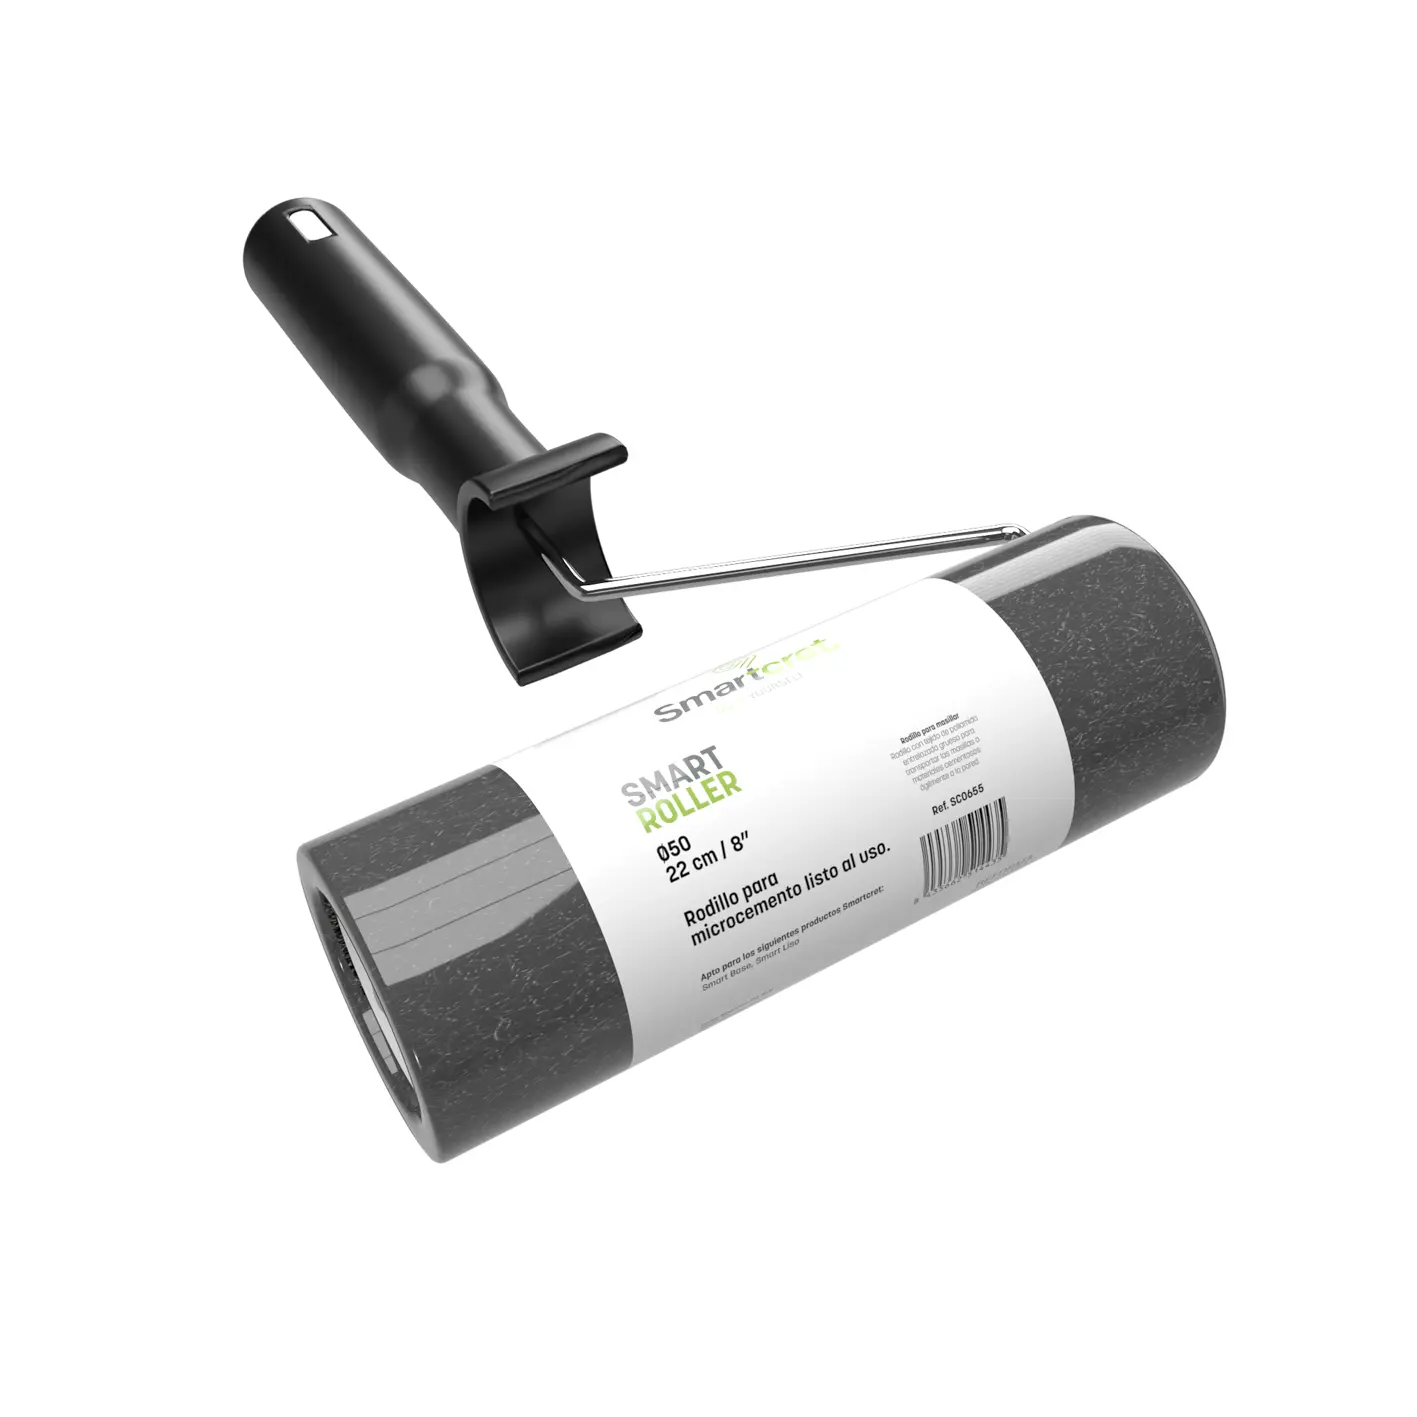 Smartcret
YOURSELF
SMART
ROLLER
Ø50
22 cm / 8"
Rodillo para
microcemento listo al uso.
Apto para los siguientes productos Smartcret:
Smart Base, Smart Liso
Rodillo para masillar
Rodillo con tejido de poliamida
entrelazado grueso para
transportar las masillas o
materiales cementosos
ágilmente a la pared.
Ref. SC0655